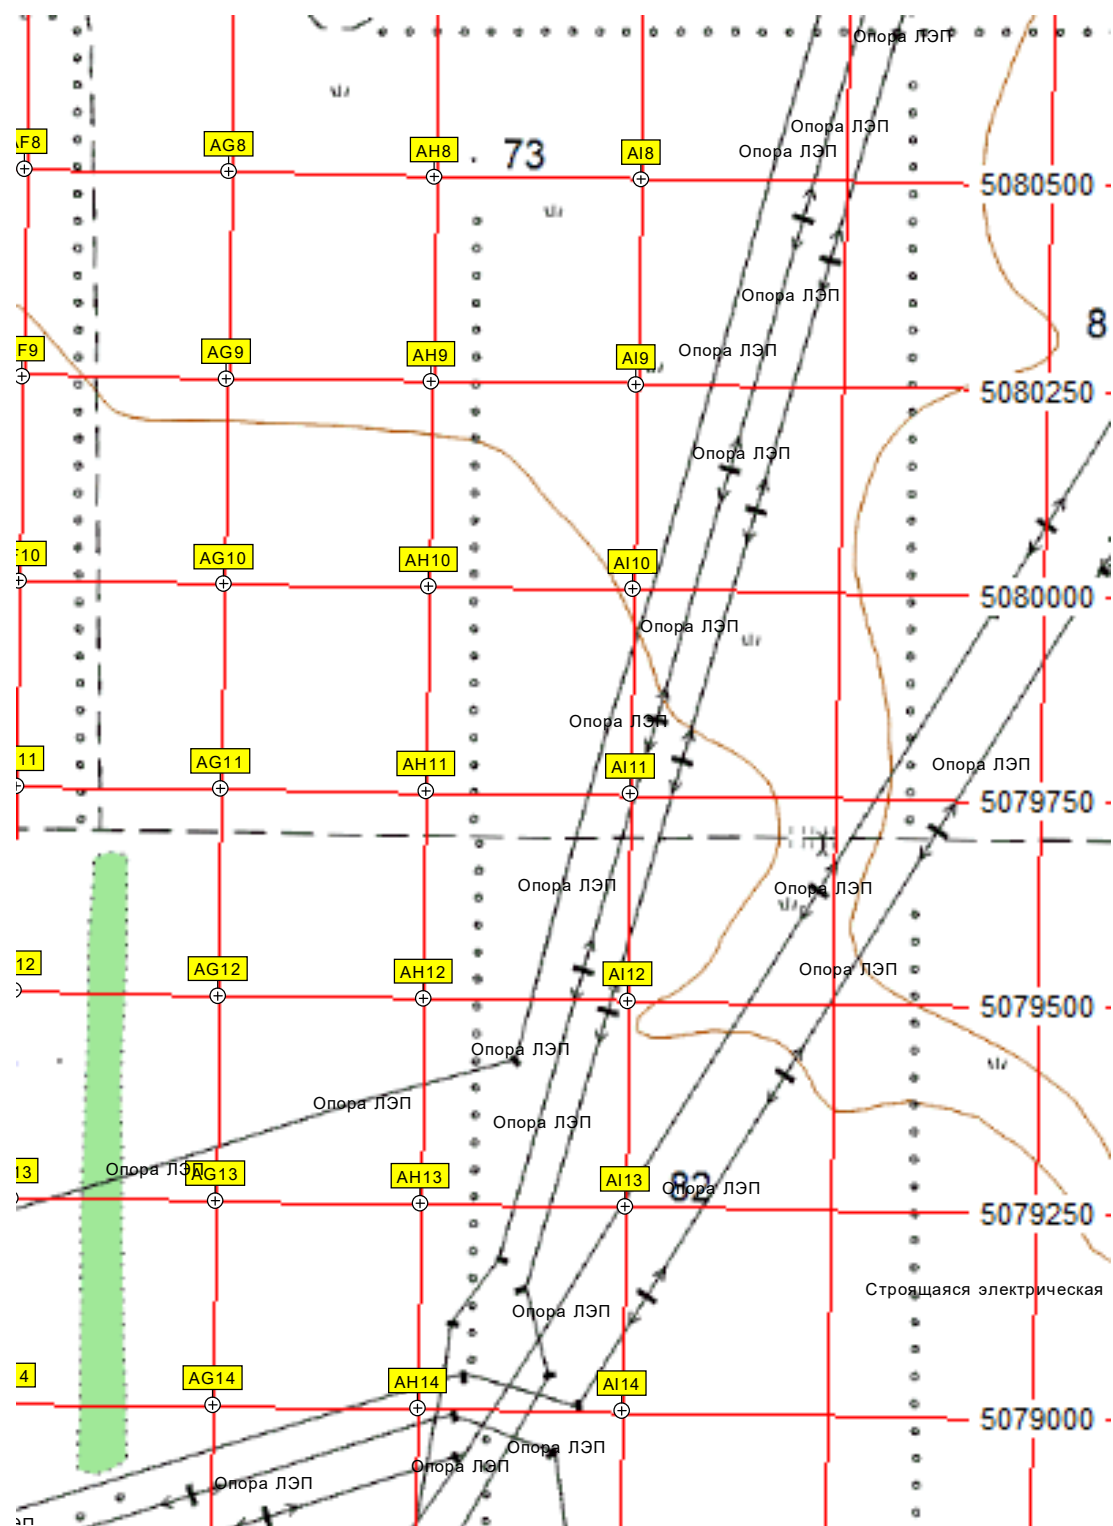 Опора ЛЭП
AF8
AG8
AH8
73
AI8
Опора ЛЭП
Опора ЛЭП
5080500
Опора ЛЭП
8
F9
AG9
AH9
AI9
Опора ЛЭП
5080250
Опора ЛЭП
F10
AG10
AH10
AI10
5080000
Опора ЛЭП
Опора ЛЭП
11
AG11
AH11
AI11
Опора ЛЭП
5079750
Опора ЛЭП
Опора ЛЭП
12
AG12
AH12
AI12
Опора ЛЭП
5079500
Опора ЛЭП
Опора ЛЭП
Опора ЛЭП
13
Опора ЛЭП
AG13
AH13
AI13
82
Опора ЛЭП
5079250
Строящаяся электрическая
Опора ЛЭП
4
AG14
AH14
AI14
5079000
Опора ЛЭП
Опора ЛЭП
Опора ЛЭП
ЭП